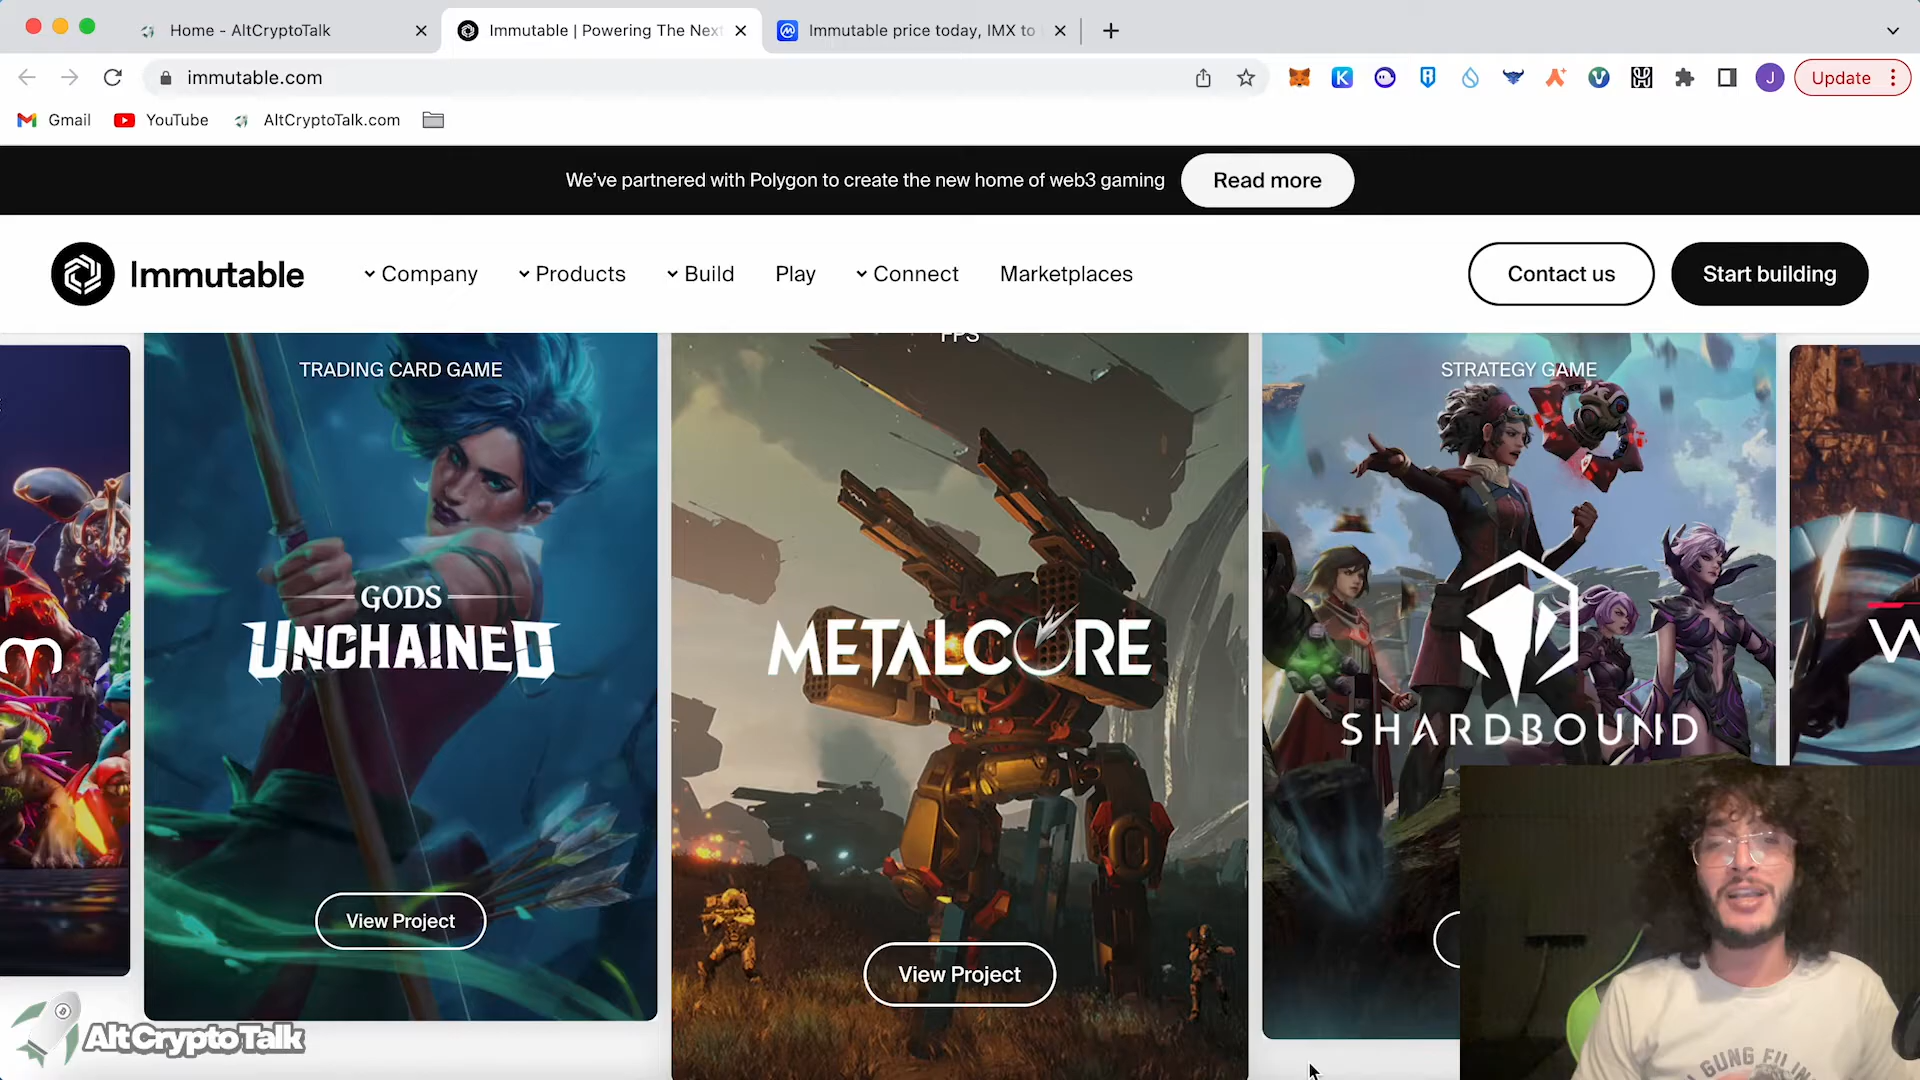 Home - AltCryptoTalk
Immutable | Powering The Next
Immutable price today, IMX to
immutable.com
J
Update
Gmail
YouTube
AltCryptoTalk.com
We've partnered with Polygon to create the new home of web3 gaming
Read more
Immutable
Company
Products
Build
Play
Connect
Marketplaces
Contact us
Start building
TRADING CARD GAME
FPS
STRATEGY GAME
GODS
UNCHAINED
METALCORE
SHARDBOUND
View Project
View Project
AltCryptoTalk
GUNG FU IN